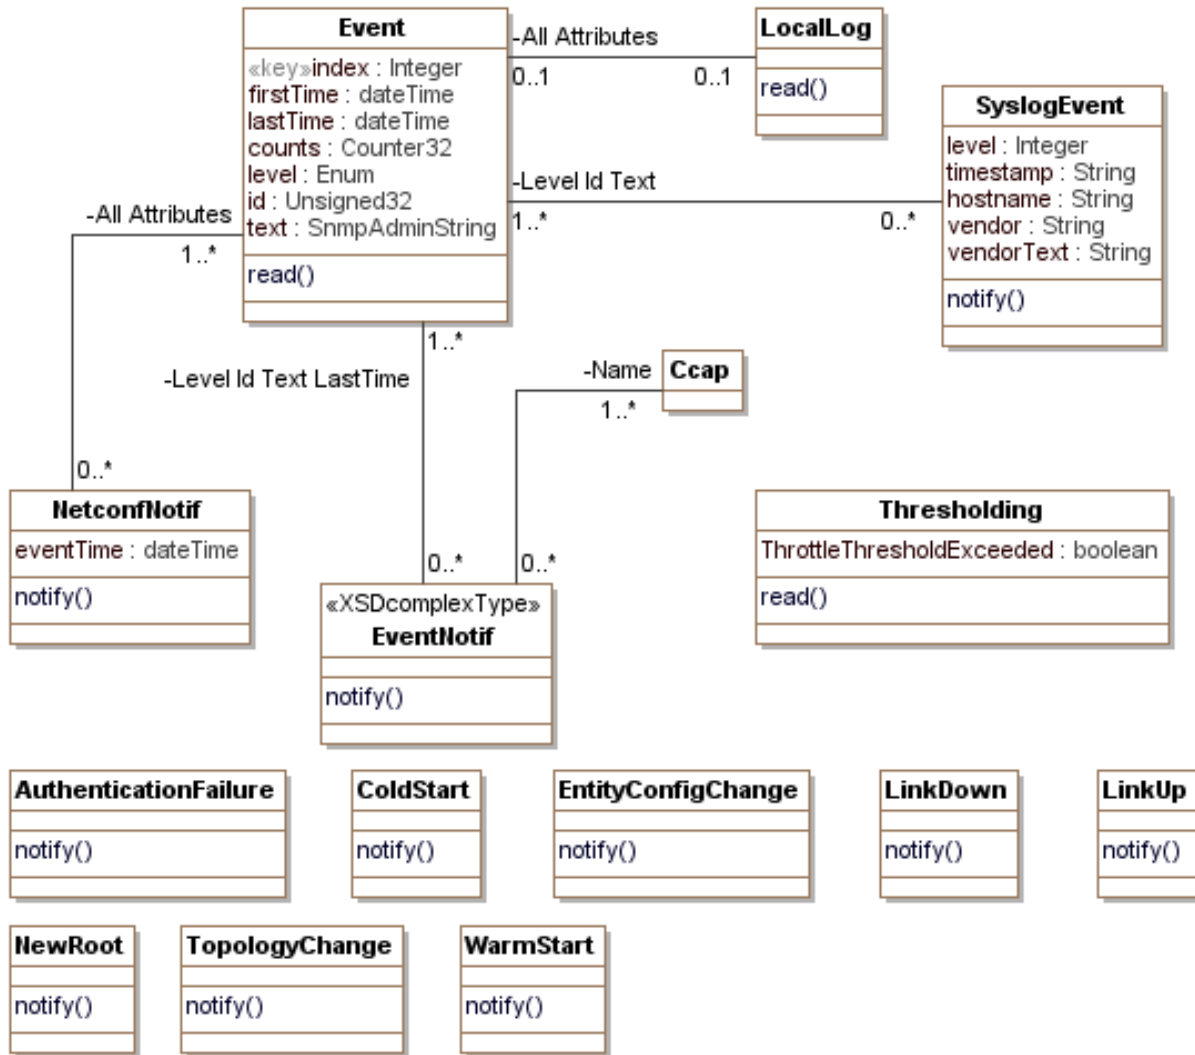 Event
«key»index : Integer
firstTime : dateTime
lastTime : dateTime
counts : Counter32
level : Enum
id : Unsigned32
text : SnmpAdminString
read()
-All Attributes
0..1
0..1
LocalLog
read()
-Level Id Text
1..*
0..*
SyslogEvent
level : Integer
timestamp : String
hostname : String
vendor : String
vendorText : String
notify()
-All Attributes
1..*
0..*
1..*
-Level Id Text LastTime
0..*
-Name
1..*
0..*
Ccap
NetconfNotif
eventTime : dateTime
notify()
«XSDcomplexType»
EventNotif
notify()
Thresholding
ThrottleThresholdExceeded : boolean
read()
AuthenticationFailure
notify()
ColdStart
notify()
EntityConfigChange
notify()
LinkDown
notify()
LinkUp
notify()
NewRoot
notify()
TopologyChange
notify()
WarmStart
notify()